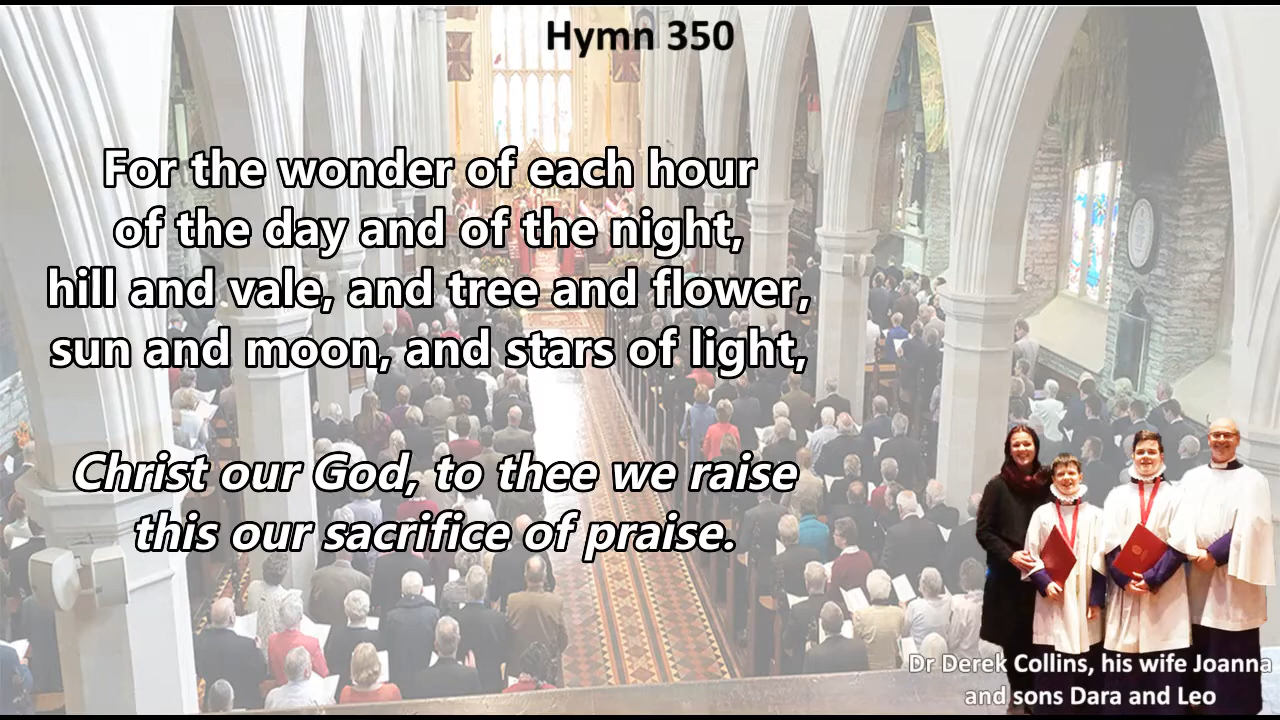 Hymn 350
For the wonder of each hour
of the day and of the night,
hill and vale, and tree and flower,
sun and moon, and stars of light,
Christ our God, to thee we raise
this our sacrifice of praise.
Dr Derek Collins, his wife Joanna
and sons Dara and Leo